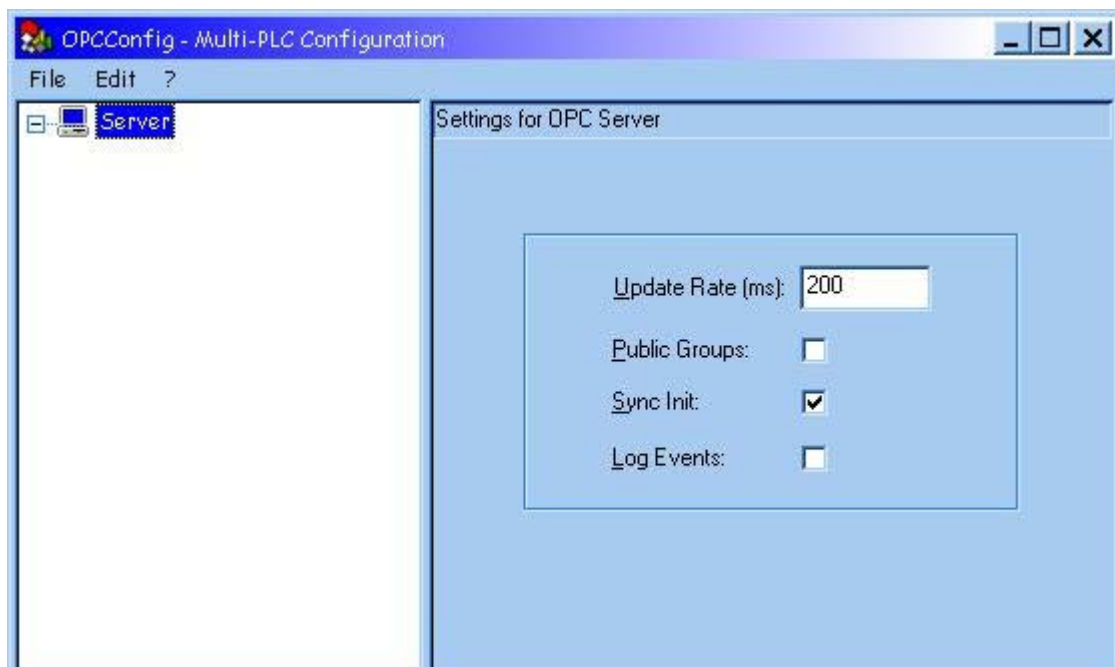 OPCConfig - Multi-PLC Configuration
File Edit ?
Server
Settings for OPC Server
Update Rate (ms): 200
Public Groups:
Sync Init:
Log Events: